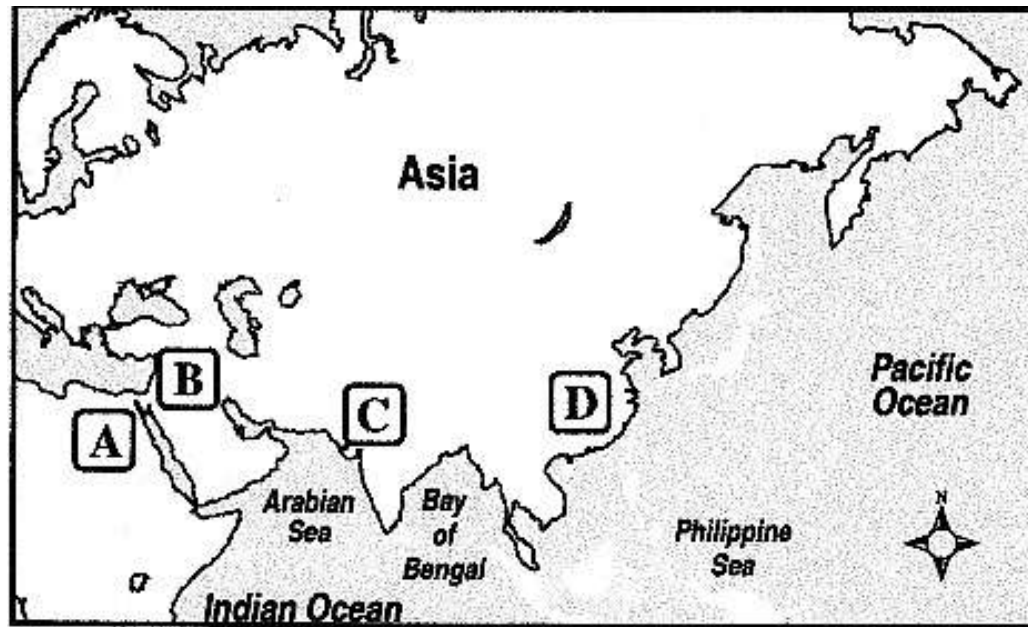 Asia
B
A
C
D
Pacific
Ocean
Arabian
Sea
Bay
of
Bengal
Philippine
Sea
N
Indian Ocean